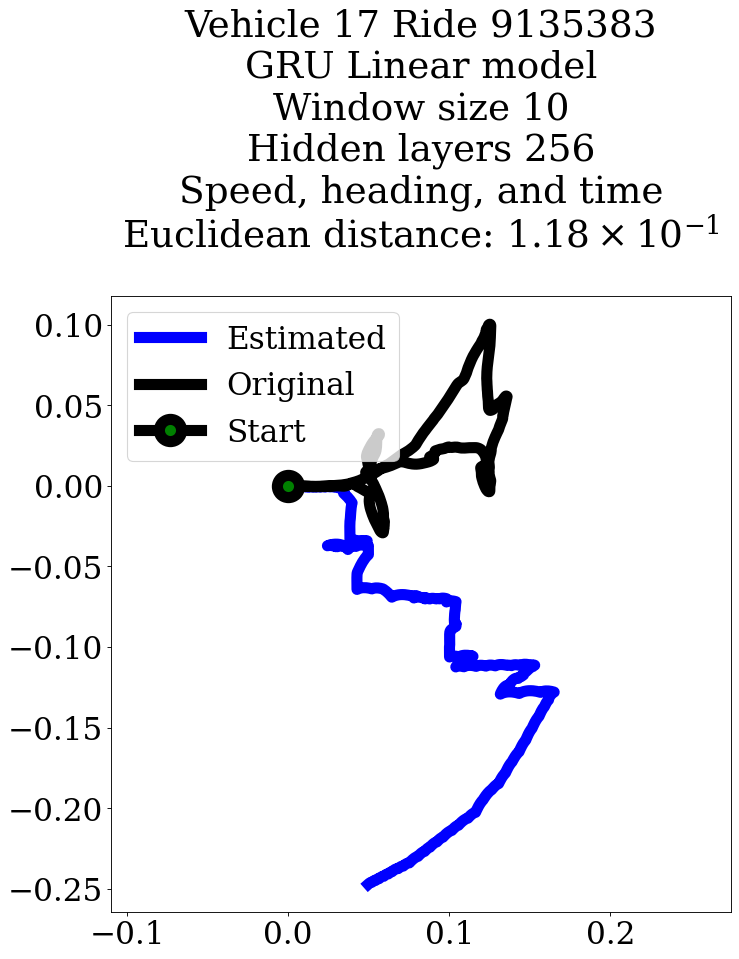 Vehicle 17 Ride 9135383
GRU Linear model
Window size 10
Hidden layers 256
Speed, heading, and time
Euclidean distance: 1.18 × 10⁻¹
Estimated
Original
Start
0.10
0.05
0.00
−0.05
−0.10
−0.15
−0.20
−0.25
−0.1 0.0 0.1 0.2